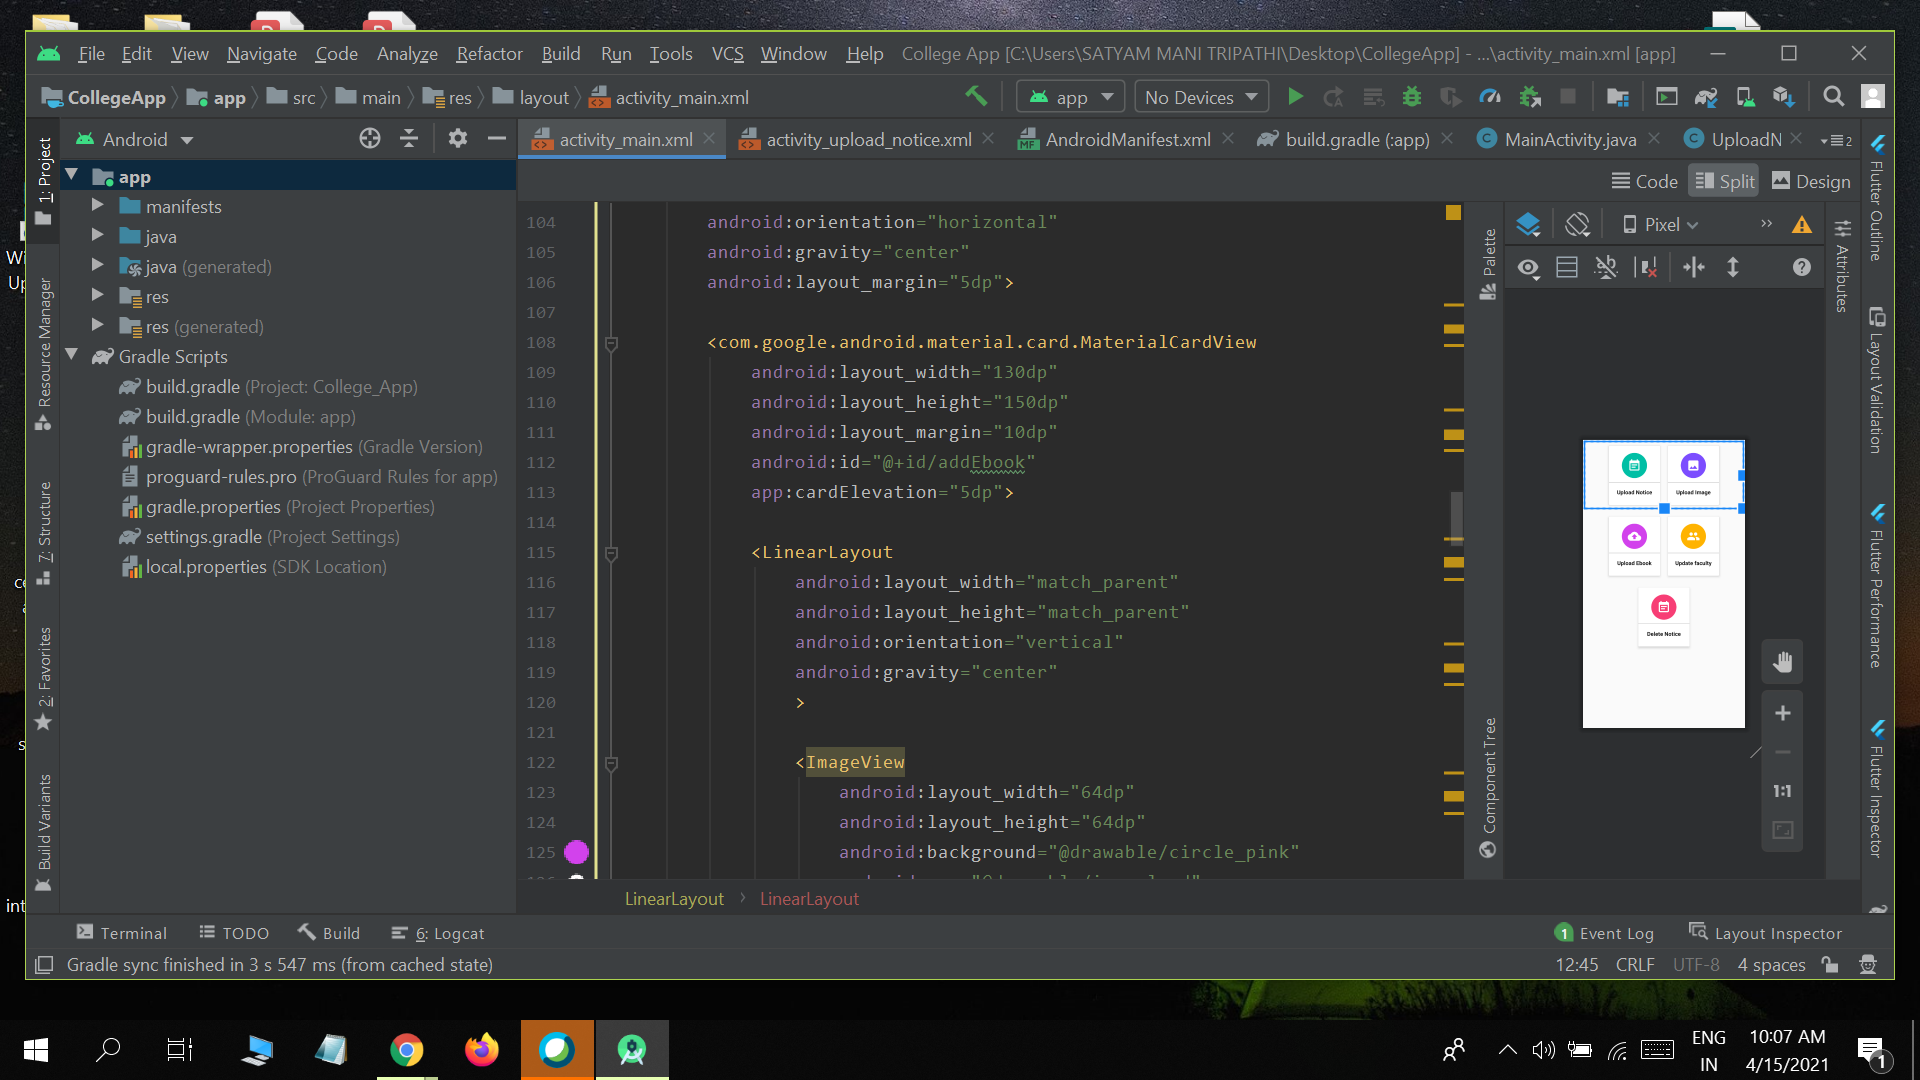 File Edit View Navigate Code Analyze Refactor Build Run Tools VCS Window Help College App [C:\Users\SATYAM MANI TRIPATHI\Desktop\CollegeApp] - ...\activity_main.xml [app]
CollegeApp app src main res layout activity_main.xml app No Devices
Android activity_main.xml activity_upload_notice.xml AndroidManifest.xml build.gradle (:app) MainActivity.java UploadN 2
Code Split Design
1: Project
Resource Manager
7: Structure
2: Favorites
Build Variants
app
manifests
java
java (generated)
res
res (generated)
Gradle Scripts
build.gradle (Project: College_App)
build.gradle (Module: app)
gradle-wrapper.properties (Gradle Version)
proguard-rules.pro (ProGuard Rules for app)
gradle.properties (Project Properties)
settings.gradle (Project Settings)
local.properties (SDK Location)
104 android:orientation="horizontal"
105 android:gravity="center"
106 android:layout_margin="5dp">
107
108 <com.google.android.material.card.MaterialCardView
109 android:layout_width="130dp"
110 android:layout_height="150dp"
111 android:layout_margin="10dp"
112 android:id="@+id/addEbook"
113 app:cardElevation="5dp">
114
115 <LinearLayout
116 android:layout_width="match_parent"
117 android:layout_height="match_parent"
118 android:orientation="vertical"
119 android:gravity="center"
120 >
121
122 <ImageView
123 android:layout_width="64dp"
124 android:layout_height="64dp"
125 android:background="@drawable/circle_pink"
LinearLayout LinearLayout
Palette
Component Tree
Pixel
Upload Notice Upload Image
Upload Ebook Update faculty
Delete Notice
1:1
Attributes
Flutter Outline
Layout Validation
Flutter Performance
Flutter Inspector
Terminal TODO Build 6: Logcat 1 Event Log Layout Inspector
Gradle sync finished in 3 s 547 ms (from cached state) 12:45 CRLF UTF-8 4 spaces
ENG
IN
10:07 AM
4/15/2021
1